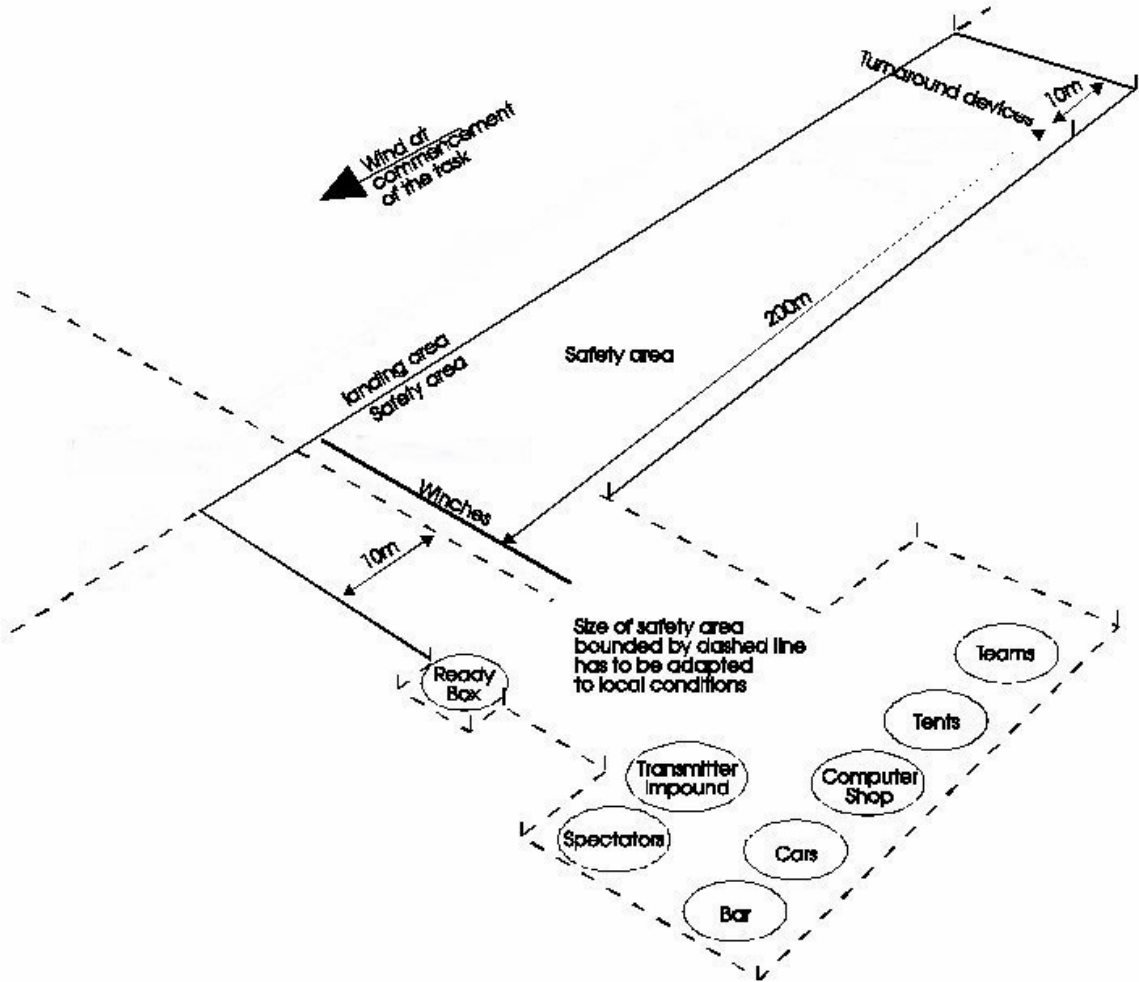 Turnaround devices
10m
Wind at
commencement
of the task
200m
landing area
Safety area
Safety area
Winches
10m
Size of safety area
bounded by dashed line
has to be adapted
to local conditions
Ready
Box
Teams
Tents
Transmitter
Impound
Computer
Shop
Spectators
Cars
Bar